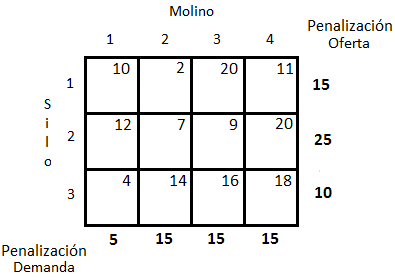 Molino
1 2 3 4
Penalización
Oferta
Silo
1 10 2 20 11 15
2 12 7 9 20 25
3 4 14 16 18 10
Penalización
Demanda
5 15 15 15